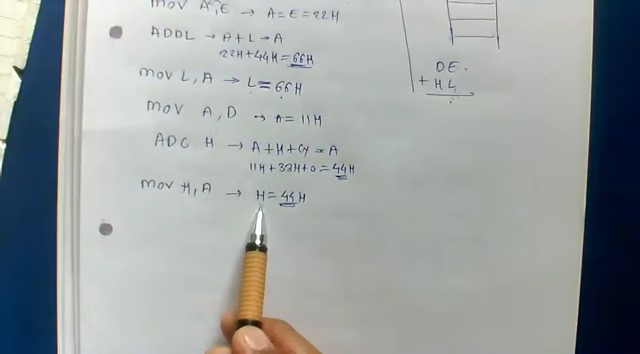 MOV A,E → A=E=22H
ADDL → A+L→A
22H+44H=66H
MOV L,A → L=66H
MOV A,D → A=11H
ADC H → A+H+Cy→A
11H+33H+0=44H
MOV H,A → H=44H
DE
+ HL